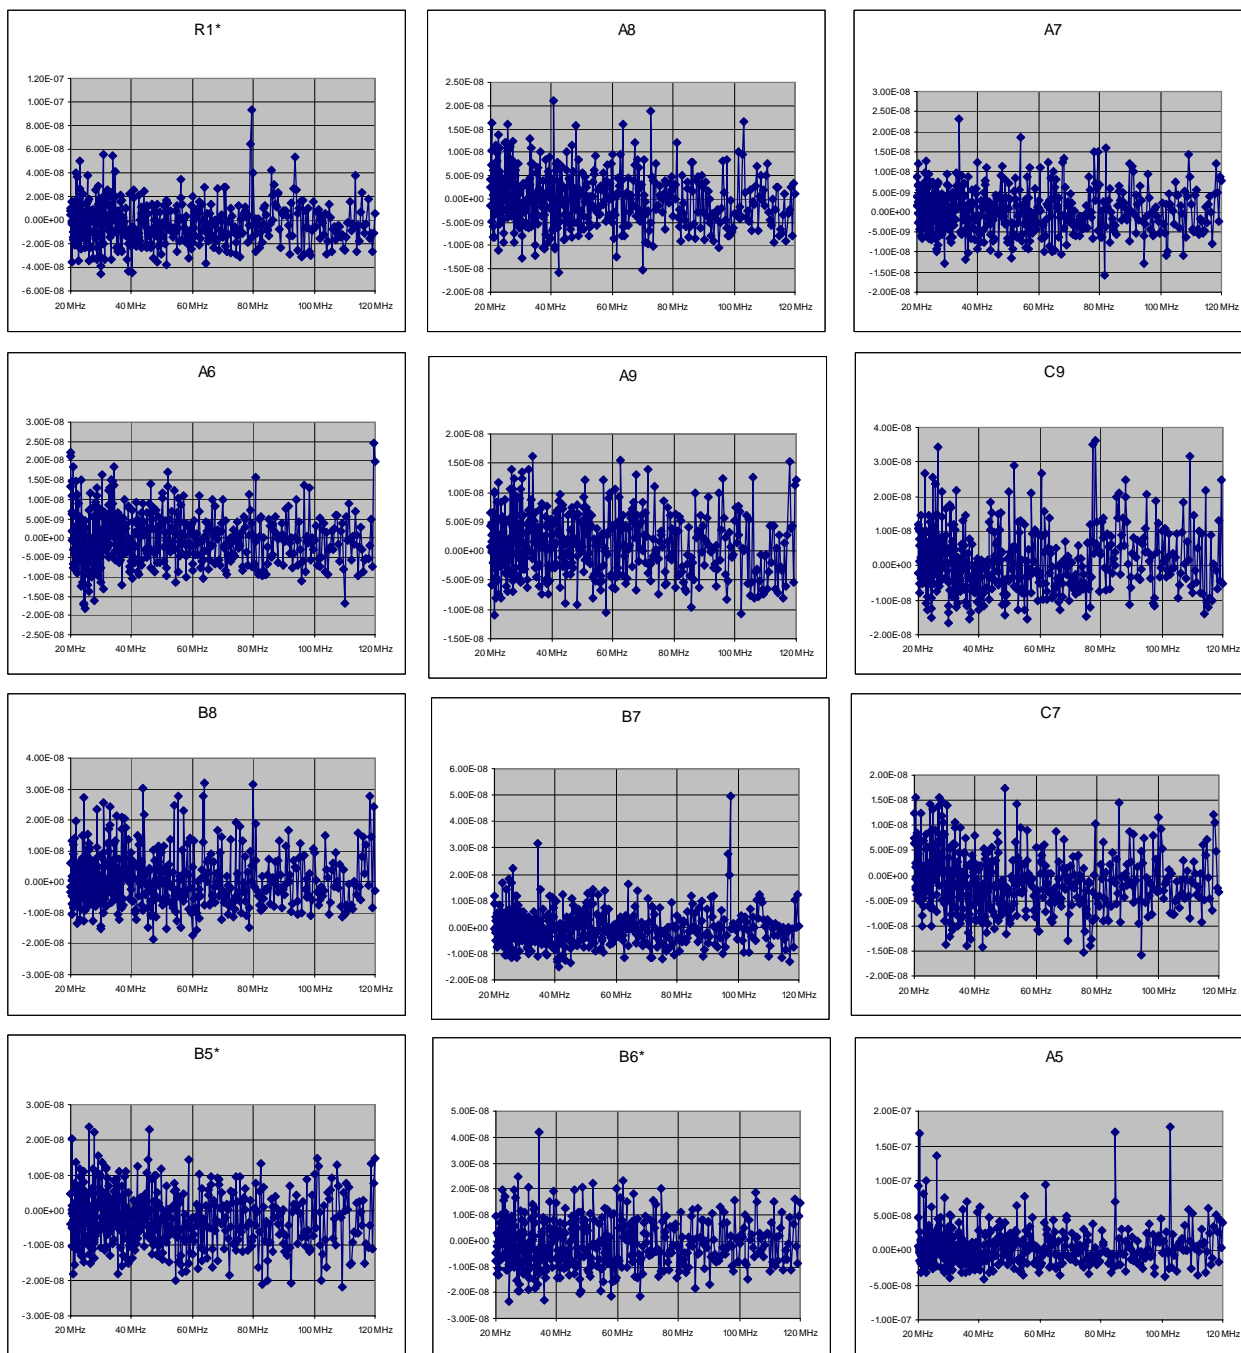 R1*
1.20E-07
1.00E-07
8.00E-08
6.00E-08
4.00E-08
2.00E-08
0.00E+00
-2.00E-08
-4.00E-08
-6.00E-08
20 MHz 40 MHz 60 MHz 80 MHz 100 MHz 120 MHz
A8
2.50E-08
2.00E-08
1.50E-08
1.00E-08
5.00E-09
0.00E+00
-5.00E-09
-1.00E-08
-1.50E-08
-2.00E-08
20 MHz 40 MHz 60 MHz 80 MHz 100 MHz 120 MHz
A7
3.00E-08
2.50E-08
2.00E-08
1.50E-08
1.00E-08
5.00E-09
0.00E+00
-5.00E-09
-1.00E-08
-1.50E-08
-2.00E-08
20 MHz 40 MHz 60 MHz 80 MHz 100 MHz 120 MHz
A6
3.00E-08
2.50E-08
2.00E-08
1.50E-08
1.00E-08
5.00E-09
0.00E+00
-5.00E-09
-1.00E-08
-1.50E-08
-2.00E-08
-2.50E-08
20 MHz 40 MHz 60 MHz 80 MHz 100 MHz 120 MHz
A9
2.00E-08
1.50E-08
1.00E-08
5.00E-09
0.00E+00
-5.00E-09
-1.00E-08
-1.50E-08
20 MHz 40 MHz 60 MHz 80 MHz 100 MHz 120 MHz
C9
4.00E-08
3.00E-08
2.00E-08
1.00E-08
0.00E+00
-1.00E-08
-2.00E-08
20 MHz 40 MHz 60 MHz 80 MHz 100 MHz 120 MHz
B8
4.00E-08
3.00E-08
2.00E-08
1.00E-08
0.00E+00
-1.00E-08
-2.00E-08
-3.00E-08
20 MHz 40 MHz 60 MHz 80 MHz 100 MHz 120 MHz
B7
6.00E-08
5.00E-08
4.00E-08
3.00E-08
2.00E-08
1.00E-08
0.00E+00
-1.00E-08
-2.00E-08
20 MHz 40 MHz 60 MHz 80 MHz 100 MHz 120 MHz
C7
2.00E-08
1.50E-08
1.00E-08
5.00E-09
0.00E+00
-5.00E-09
-1.00E-08
-1.50E-08
-2.00E-08
20 MHz 40 MHz 60 MHz 80 MHz 100 MHz 120 MHz
B5*
3.00E-08
2.00E-08
1.00E-08
0.00E+00
-1.00E-08
-2.00E-08
-3.00E-08
20 MHz 40 MHz 60 MHz 80 MHz 100 MHz 120 MHz
B6*
5.00E-08
4.00E-08
3.00E-08
2.00E-08
1.00E-08
0.00E+00
-1.00E-08
-2.00E-08
-3.00E-08
20 MHz 40 MHz 60 MHz 80 MHz 100 MHz 120 MHz
A5
2.00E-07
1.50E-07
1.00E-07
5.00E-08
0.00E+00
-5.00E-08
-1.00E-07
20 MHz 40 MHz 60 MHz 80 MHz 100 MHz 120 MHz